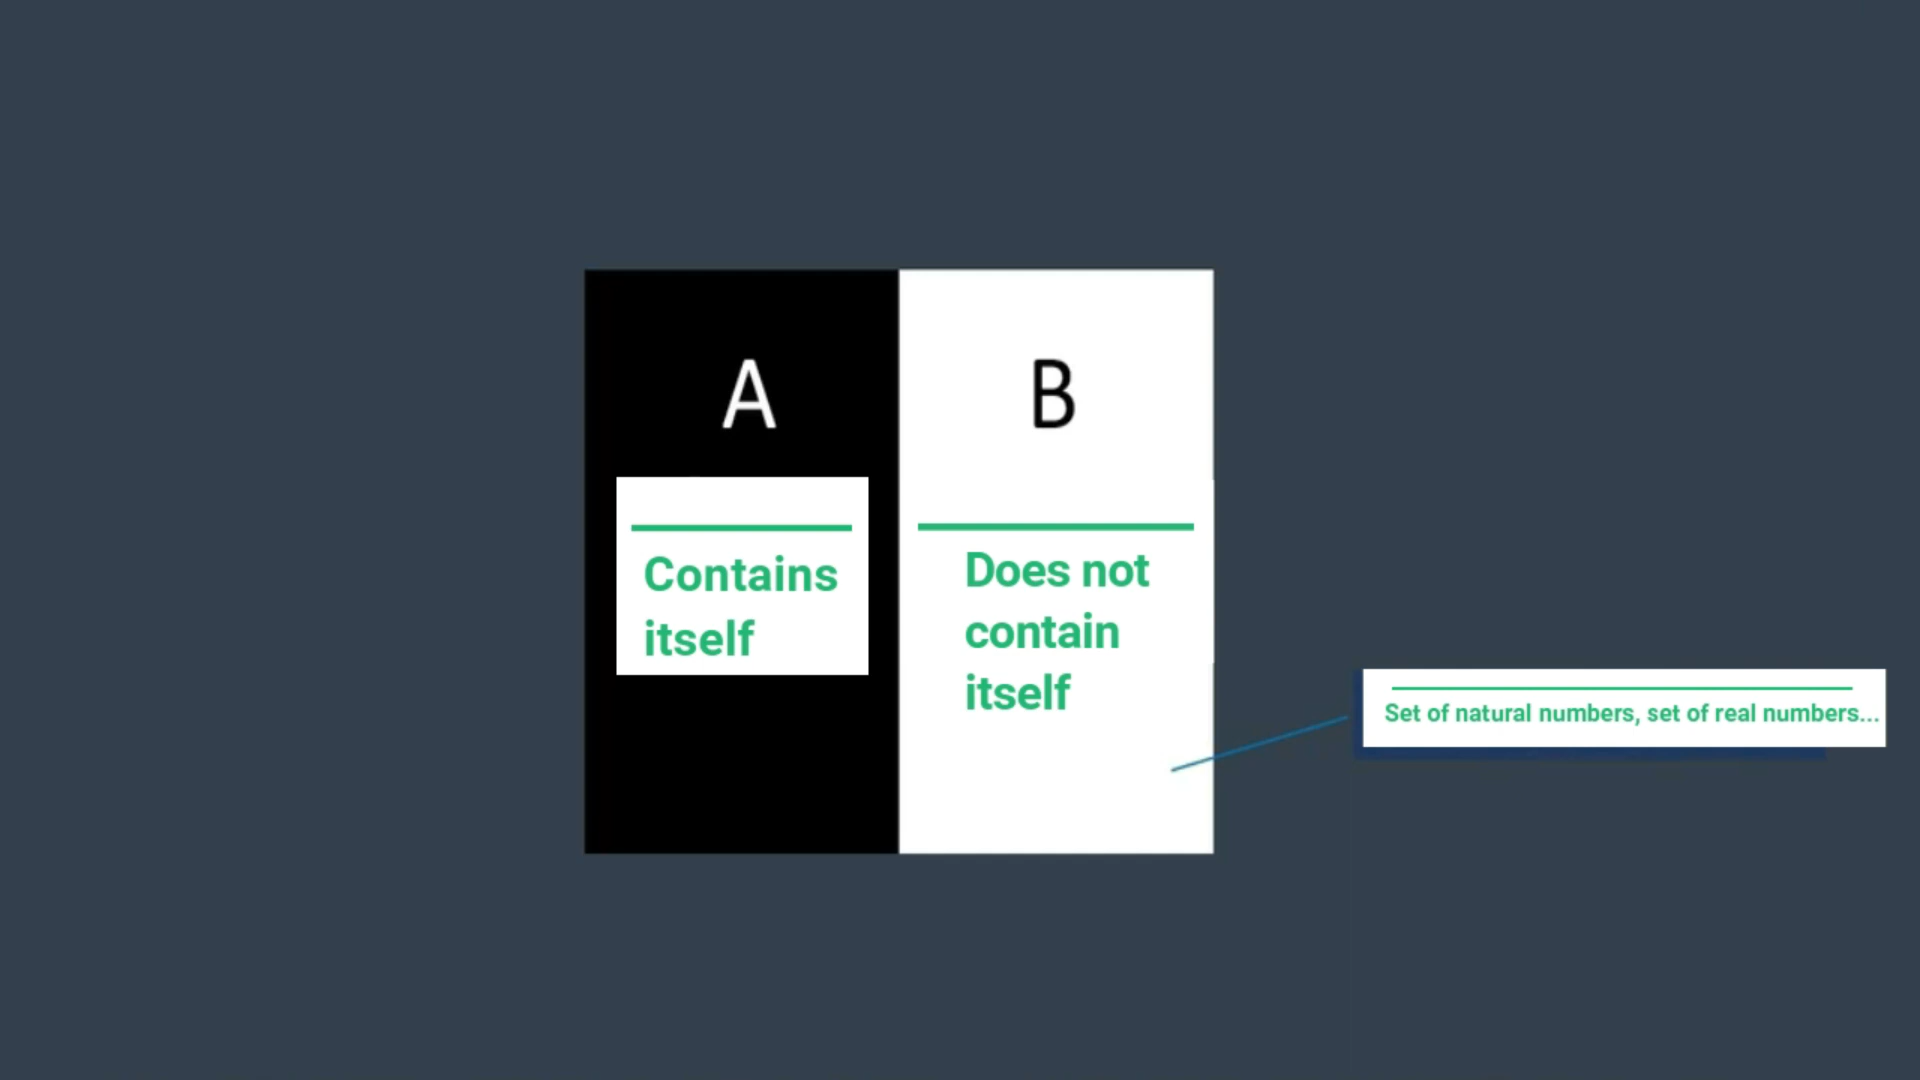 A
B
Contains
itself
Does not
contain
itself
Set of natural numbers, set of real numbers...